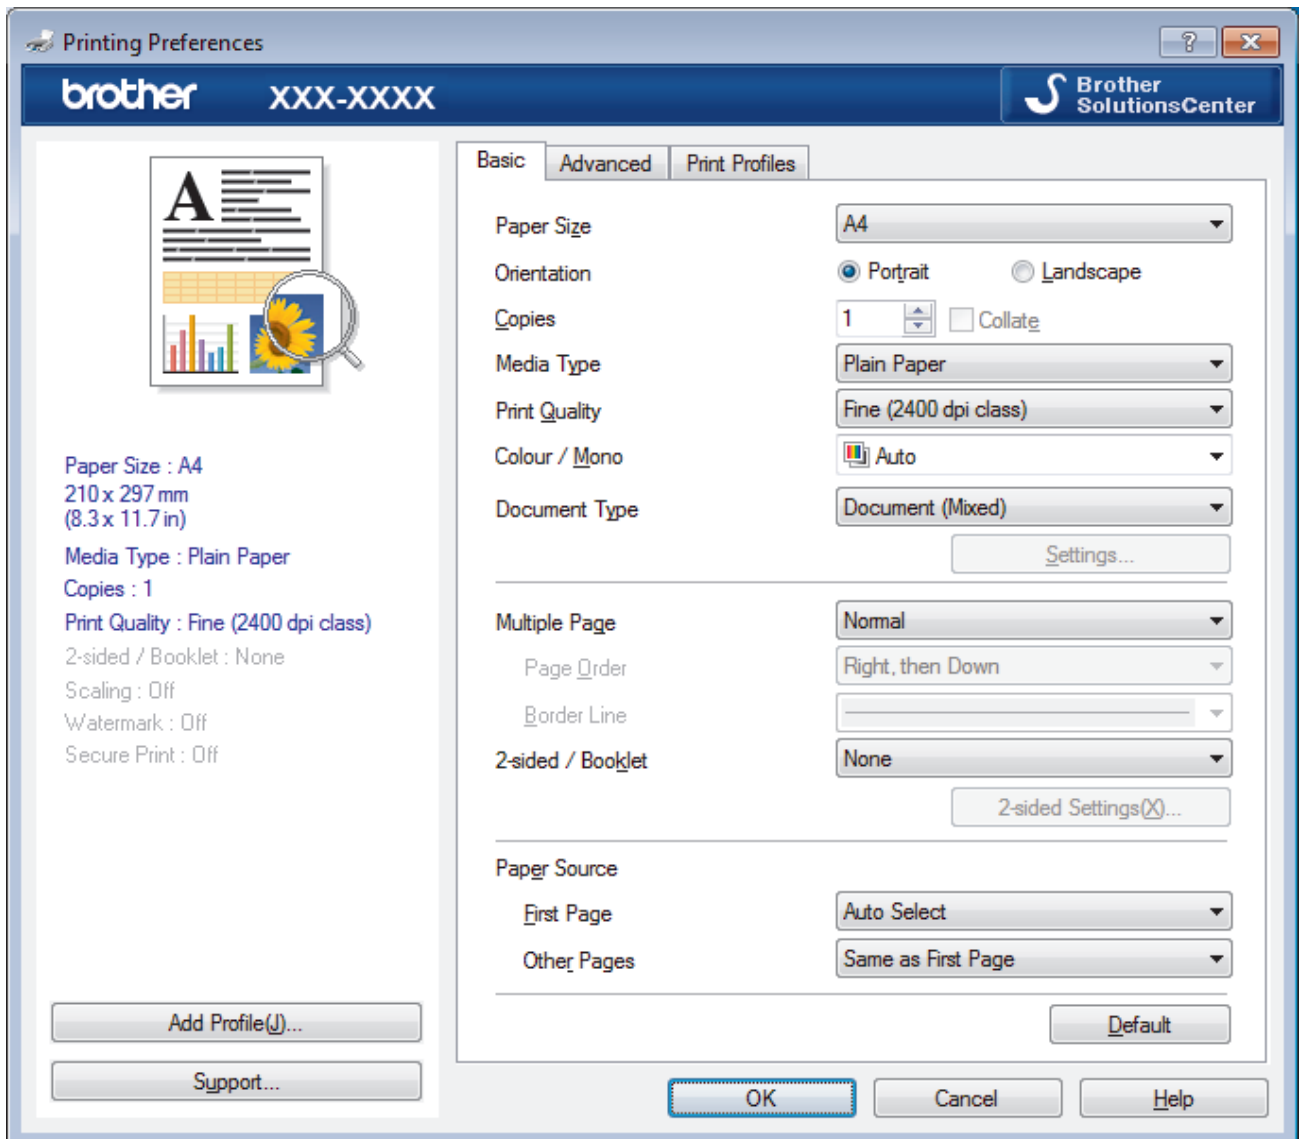 Printing Preferences
?
brother XXX-XXXX
Brother
SolutionsCenter
A
Paper Size : A4
210 x 297 mm
(8.3 x 11.7 in)
Media Type : Plain Paper
Copies : 1
Print Quality : Fine (2400 dpi class)
2-sided / Booklet : None
Scaling : Off
Watermark : Off
Secure Print : Off
Add Profile(J)...
Support...
Basic Advanced Print Profiles
Paper Size A4
Orientation Portrait Landscape
Copies 1 Collate
Media Type Plain Paper
Print Quality Fine (2400 dpi class)
Colour / Mono Auto
Document Type Document (Mixed)
Settings...
Multiple Page Normal
Page Order Right, then Down
Border Line
2-sided / Booklet None
2-sided Settings(X)...
Paper Source
First Page Auto Select
Other Pages Same as First Page
Default
OK Cancel Help